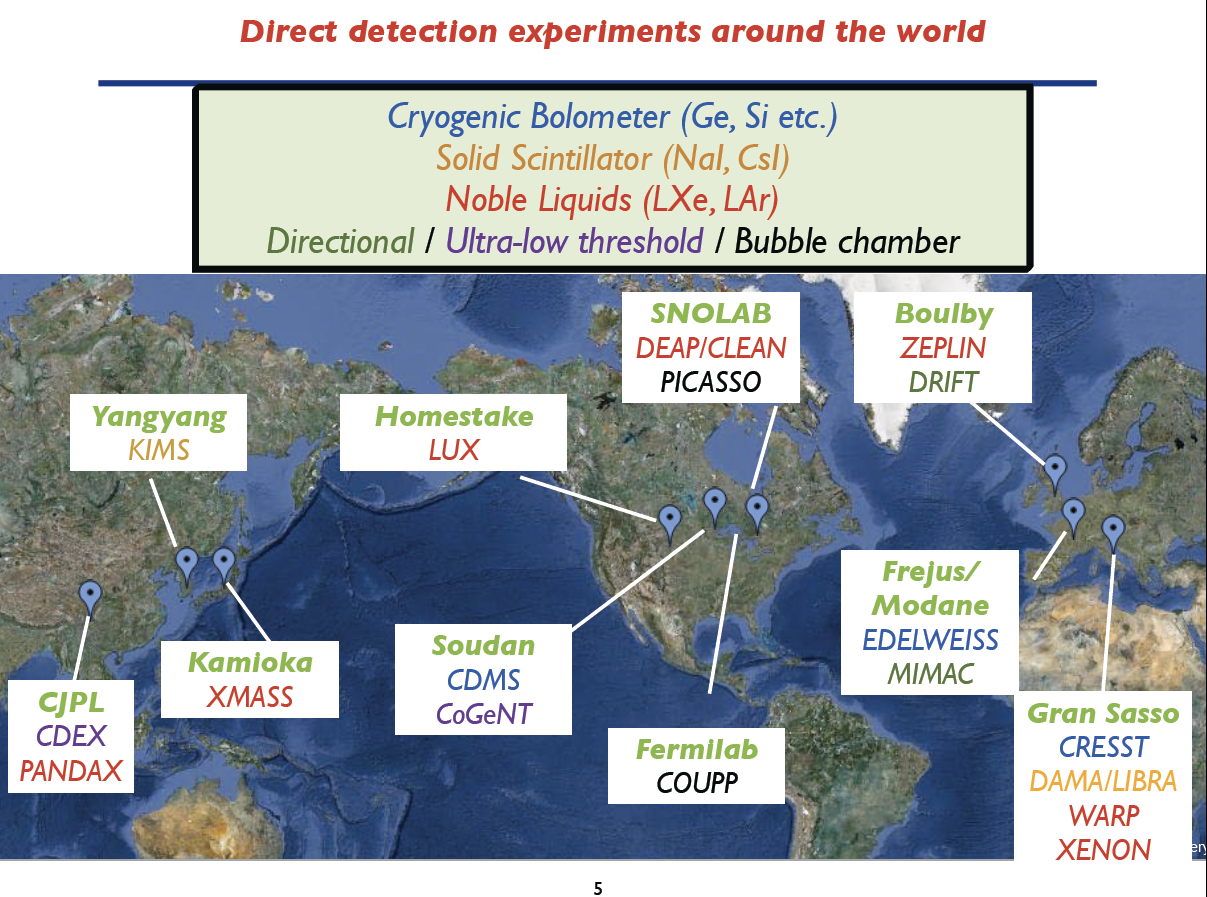 Direct detection experiments around the world
Cryogenic Bolometer (Ge, Si etc.)
Solid Scintillator (NaI, CsI)
Noble Liquids (LXe, LAr)
Directional / Ultra-low threshold / Bubble chamber
SNOLAB
DEAP/CLEAN
PICASSO
Boulby
ZEPLIN
DRIFT
Yangyang
KIMS
Homestake
LUX
Frejus/
Modane
EDELWEISS
MIMAC
Soudan
CDMS
CoGeNT
Kamioka
XMASS
CJPL
CDEX
PANDAX
Fermilab
COUPP
Gran Sasso
CRESST
DAMA/LIBRA
WARP
XENON
5